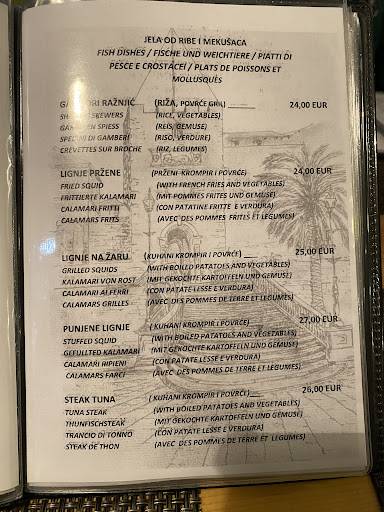 JELA OD RIBE I MEKUŠACA
FISH DISHES / FISCHE UND WEICHTIERE / PIATTI DI
PESCE E CROSTACEI / PLATS DE POISSONS ET
MOLLUSQUES
RAŽNJIĆ (RIŽA, POVRĆE GRIL) 24,00 EUR
SKEWERS (RICE, VEGETABLES)
SPIESS (REIS, GEMUSE)
DI GAMBERI (RISO, VERDURE)
CREVETTES SUR BROCHE (RIZ, LEGUMES)
LIGNJE PRŽENE (PRŽENI KROMPIR I POVRĆE) 24,00 EUR
FRIED SQUID (WITH FRENCH FRIES AND VEGETABLES)
FRITTIERTE KALAMARI (MIT POMMES FRITES UND GEMUSE)
CALAMARI FRITTI (CON PATATINE FRITTE E VERDURA)
CALAMARS FRITS (AVEC DES POMMES FRITES ET LEGUMES)
LIGNJE NA ŽARU (KUHANI KROMPIR I POVRĆE) 25,00 EUR
GRILLED SQUIDS (WITH BOILED PATATOES AND VEGETABLES)
KALAMARI VON ROST (MIT GEKOCHTE KARTOFFELN UND GEMUSE)
CALAMARI AI FERRI (CON PATATE LESSE E VERDURA)
CALAMARS GRILLES (AVEC DES POMMES DE TERRE ET LEGUMES)
PUNJENE LIGNJE ( KUHANI KROMPIR I POVRĆE) 27,00 EUR
STUFFED SQUID (WITH BOILED PATATOES AND VEGETABLES)
GEFULLTED KALAMARI (MIT GEKOCHTE KARTOFFELN UND GEMUSE)
CALAMARI RIPIENI (CON PATATE LESSE E VERDURA)
CALAMARS FARCI (AVEC DES POMMES DE TERRE ET LEGUMES)
STEAK TUNA ( KUHANI KROMPIR I POVRĆE) 26,00 EUR
TUNA STEAK (WITH BOILED PATATOES AND VEGETABLES)
THUNFISCHSTEAK (MIT GEKOCHTE KARTOFFELN UND GEMUSE)
TRANCIO DI TONNO (CON PATATE LESSE E VERDURA)
STEAK DE THON (AVEC DES POMMES DE TERRE ET LEGUMES)